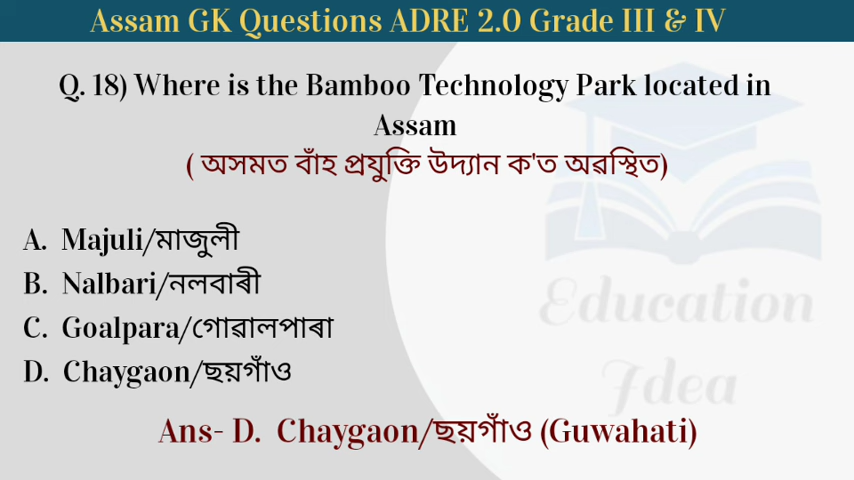 Assam GK Questions ADRE 2.0 Grade III & IV
Q. 18) Where is the Bamboo Technology Park located in
Assam
( অসমত বাঁহ প্ৰযুক্তি উদ্যান ক'ত অৱস্থিত)
A. Majuli/মাজুলী
B. Nalbari/নলবাৰী
C. Goalpara/গোৱালপাৰা
D. Chaygaon/ছয়গাঁও
Education
Idea
Ans- D. Chaygaon/ছয়গাঁও (Guwahati)